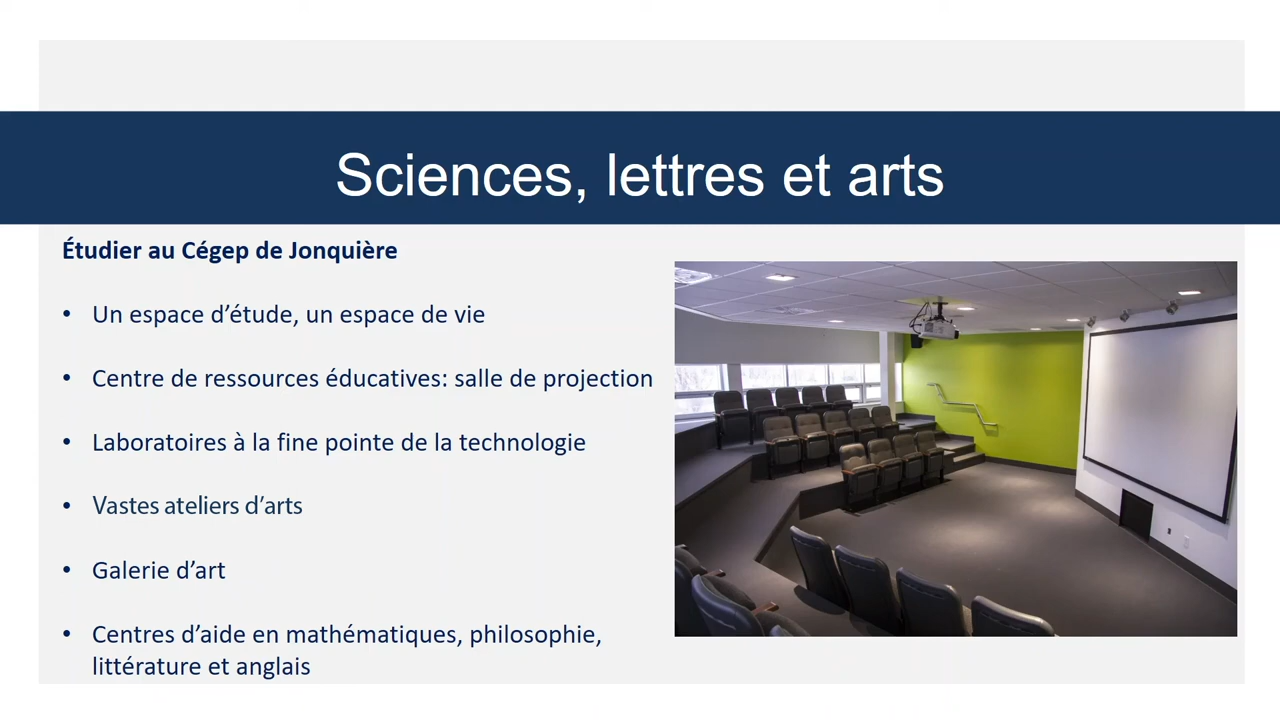 Sciences, lettres et arts
Étudier au Cégep de Jonquière
• Un espace d’étude, un espace de vie
• Centre de ressources éducatives: salle de projection
• Laboratoires à la fine pointe de la technologie
• Vastes ateliers d’arts
• Galerie d’art
• Centres d’aide en mathématiques, philosophie,
littérature et anglais